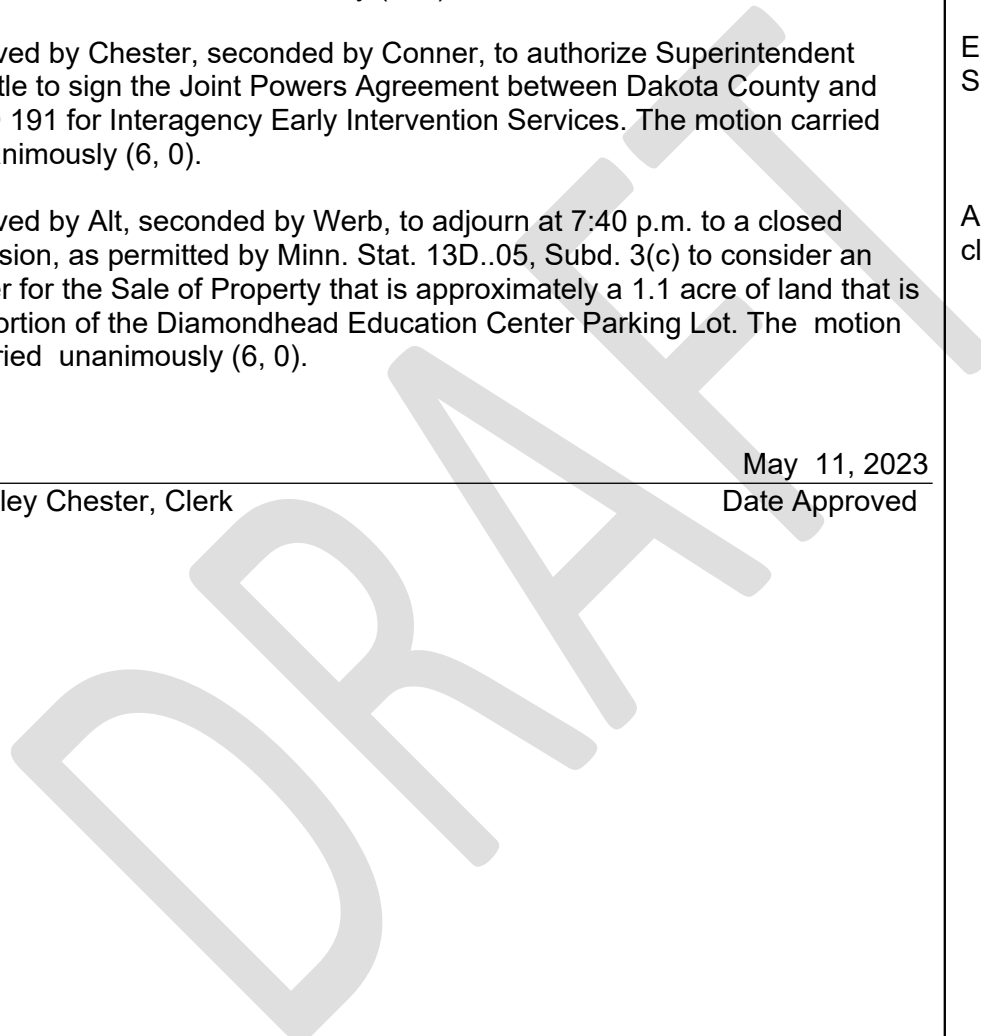 ved by Chester, seconded by Conner, to authorize Superintendent
tle to sign the Joint Powers Agreement between Dakota County and
191 for Interagency Early Intervention Services. The motion carried
nimously (6, 0).
ved by Alt, seconded by Werb, to adjourn at 7:40 p.m. to a closed
sion, as permitted by Minn. Stat. 13D..05, Subd. 3(c) to consider an
er for the Sale of Property that is approximately a 1.1 acre of land that is
ortion of the Diamondhead Education Center Parking Lot. The motion
ried unanimously (6, 0).
May 11, 2023
ley Chester, Clerk Date Approved
E
S
A
cl
DRAFT